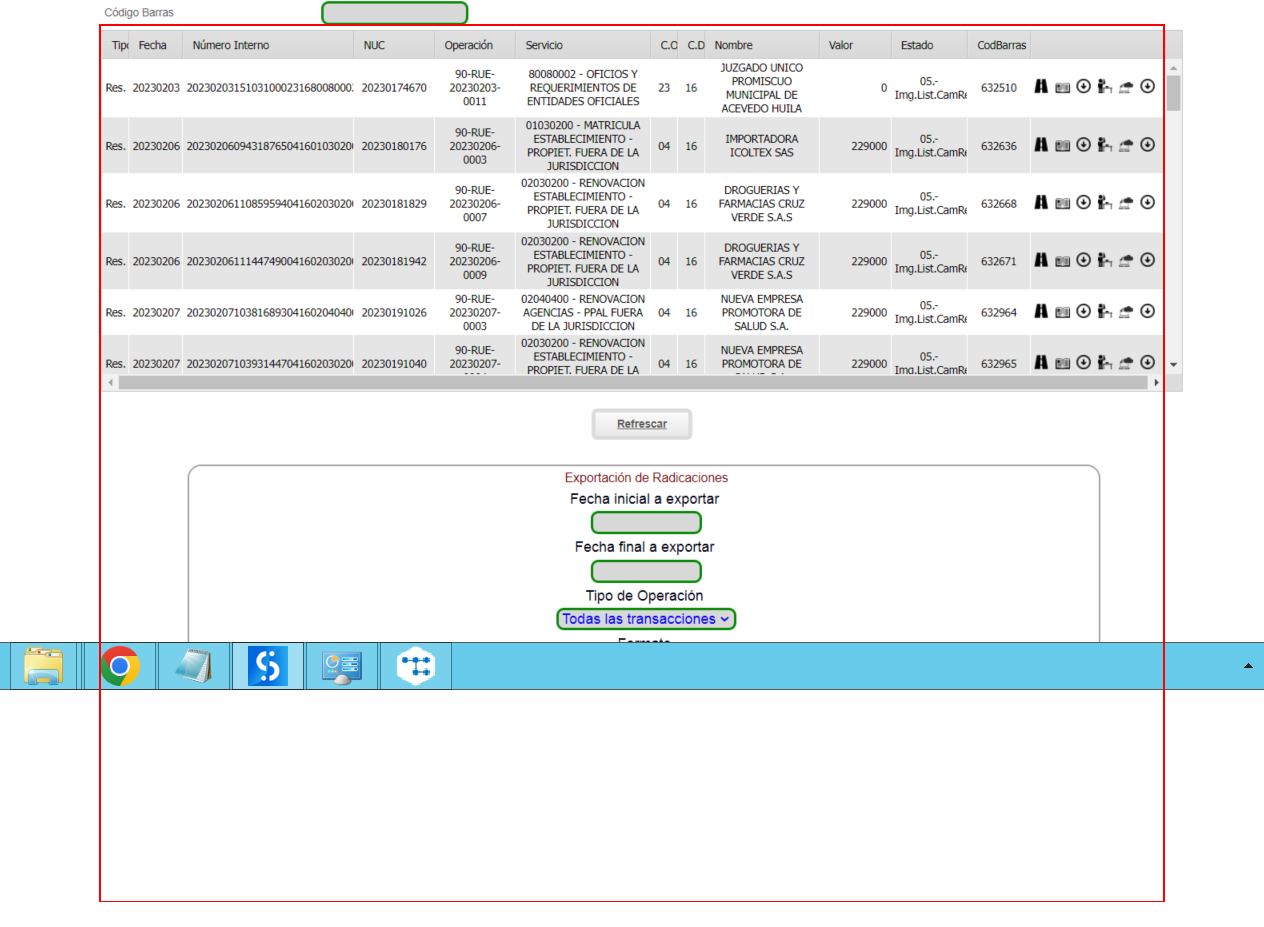 Código Barras
Tipo Fecha Número Interno NUC Operación Servicio C.O C.D Nombre Valor Estado CodBarras
Res. 20230203 2023020315103100023168008000 20230174670 90-RUE-20230203-0011 80080002 - OFICIOS Y REQUERIMIENTOS DE ENTIDADES OFICIALES 23 16 JUZGADO UNICO PROMISCUO MUNICIPAL DE ACEVEDO HUILA 0 05.-Img.List.CamRe 632510
Res. 20230206 2023020609431876504160103020 20230180176 90-RUE-20230206-0003 01030200 - MATRICULA ESTABLECIMIENTO - PROPIET. FUERA DE LA JURISDICCION 04 16 IMPORTADORA ICOLTEX SAS 229000 05.-Img.List.CamRe 632636
Res. 20230206 2023020611085959404160203020 20230181829 90-RUE-20230206-0007 02030200 - RENOVACION ESTABLECIMIENTO - PROPIET. FUERA DE LA JURISDICCION 04 16 DROGUERIAS Y FARMACIAS CRUZ VERDE S.A.S 229000 05.-Img.List.CamRe 632668
Res. 20230206 2023020611144749004160203020 20230181942 90-RUE-20230206-0009 02030200 - RENOVACION ESTABLECIMIENTO - PROPIET. FUERA DE LA JURISDICCION 04 16 DROGUERIAS Y FARMACIAS CRUZ VERDE S.A.S 229000 05.-Img.List.CamRe 632671
Res. 20230207 2023020710381689304160204040 20230191026 90-RUE-20230207-0003 02040400 - RENOVACION AGENCIAS - PPAL FUERA DE LA JURISDICCION 04 16 NUEVA EMPRESA PROMOTORA DE SALUD S.A. 229000 05.-Img.List.CamRe 632964
Res. 20230207 2023020710393144704160203020 20230191040 90-RUE-20230207- 02030200 - RENOVACION ESTABLECIMIENTO - PROPIET. FUERA DE LA 04 16 NUEVA EMPRESA PROMOTORA DE 229000 05.-Img.List.CamRe 632965
Refrescar
Exportación de Radicaciones
Fecha inicial a exportar
Fecha final a exportar
Tipo de Operación
Todas las transacciones